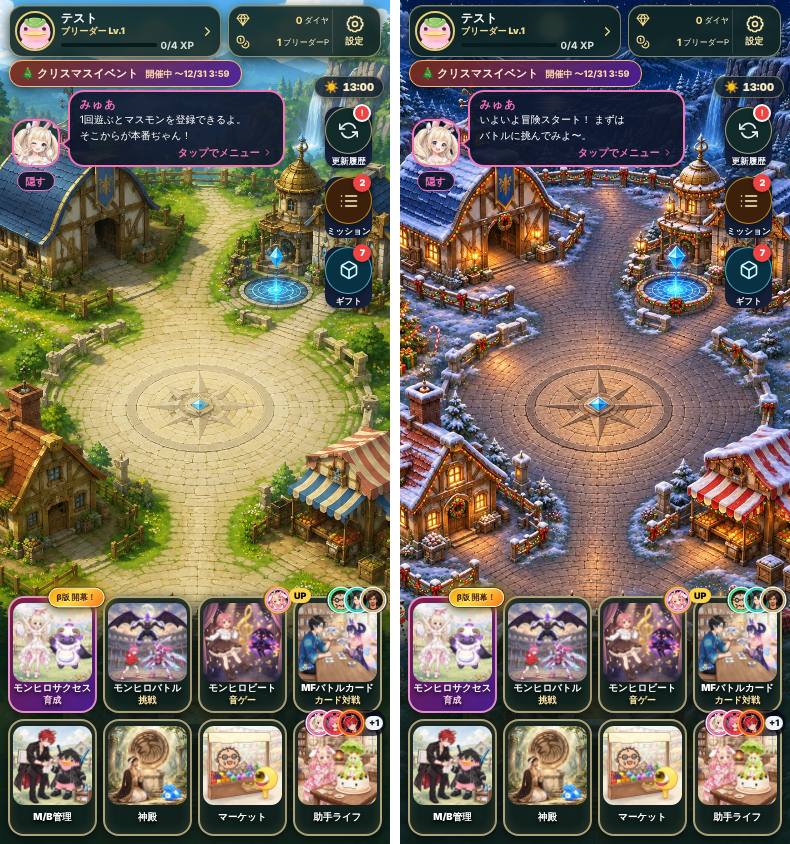 テスト
ブリーダー Lv.1
0/4 XP
0 ダイヤ
1 ブリーダーP
設定
🎄 クリスマスイベント 開催中 〜12/31 3:59
☀️ 13:00
みゅあ
1回遊ぶとマスモンを登録できるよ。
そこからが本番ぢゃん！
タップでメニュー
隠す
!
更新履歴
2
ミッション
7
ギフト
β版 開幕！
UP
モンヒロサクセス
育成
モンヒロバトル
挑戦
モンヒロビート
音ゲー
MFバトルカード
カード対戦
+1
M/B管理
神殿
マーケット
助手ライフ
テスト
ブリーダー Lv.1
0/4 XP
0 ダイヤ
1 ブリーダーP
設定
🎄 クリスマスイベント 開催中 〜12/31 3:59
☀️ 13:00
みゅあ
いよいよ冒険スタート！ まずは
バトルに挑んでみよ〜。
タップでメニュー
隠す
!
更新履歴
2
ミッション
7
ギフト
β版 開幕！
UP
モンヒロサクセス
育成
モンヒロバトル
挑戦
モンヒロビート
音ゲー
MFバトルカード
カード対戦
+1
M/B管理
神殿
マーケット
助手ライフ